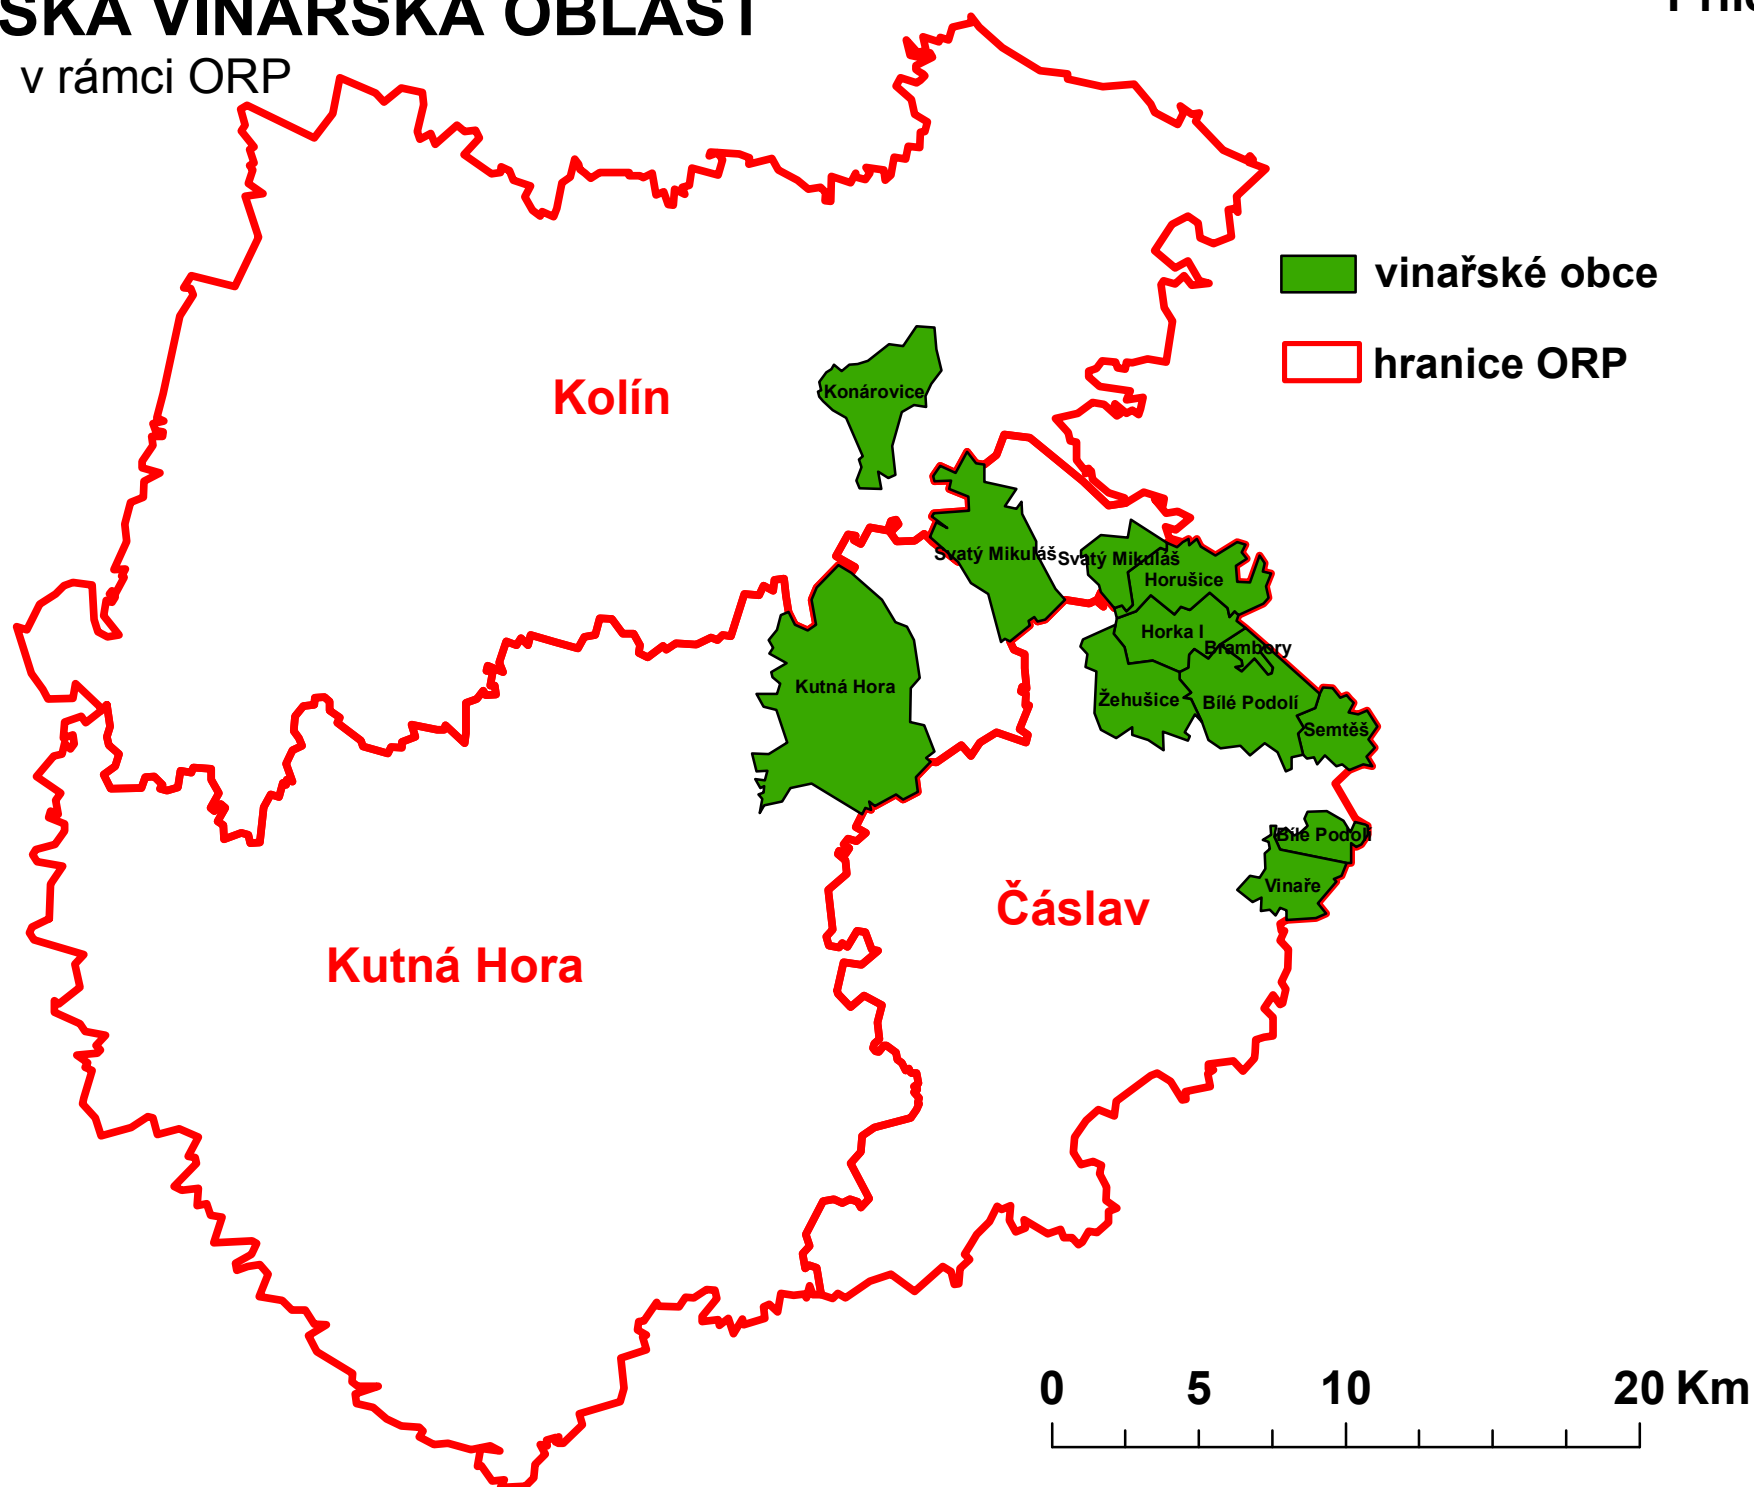 SKÁ VINAŘSKÁ OBLAST
v rámci ORP
vinařské obce
hranice ORP
Kolín
Konárovice
Svatý Mikuláš
Svatý Mikuláš
Horušice
Horka I
Brambory
Kutná Hora
Žehušice
Bílé Podolí
Semtěš
Bílé Podolí
Vinaře
Čáslav
Kutná Hora
0 5 10 20 Km